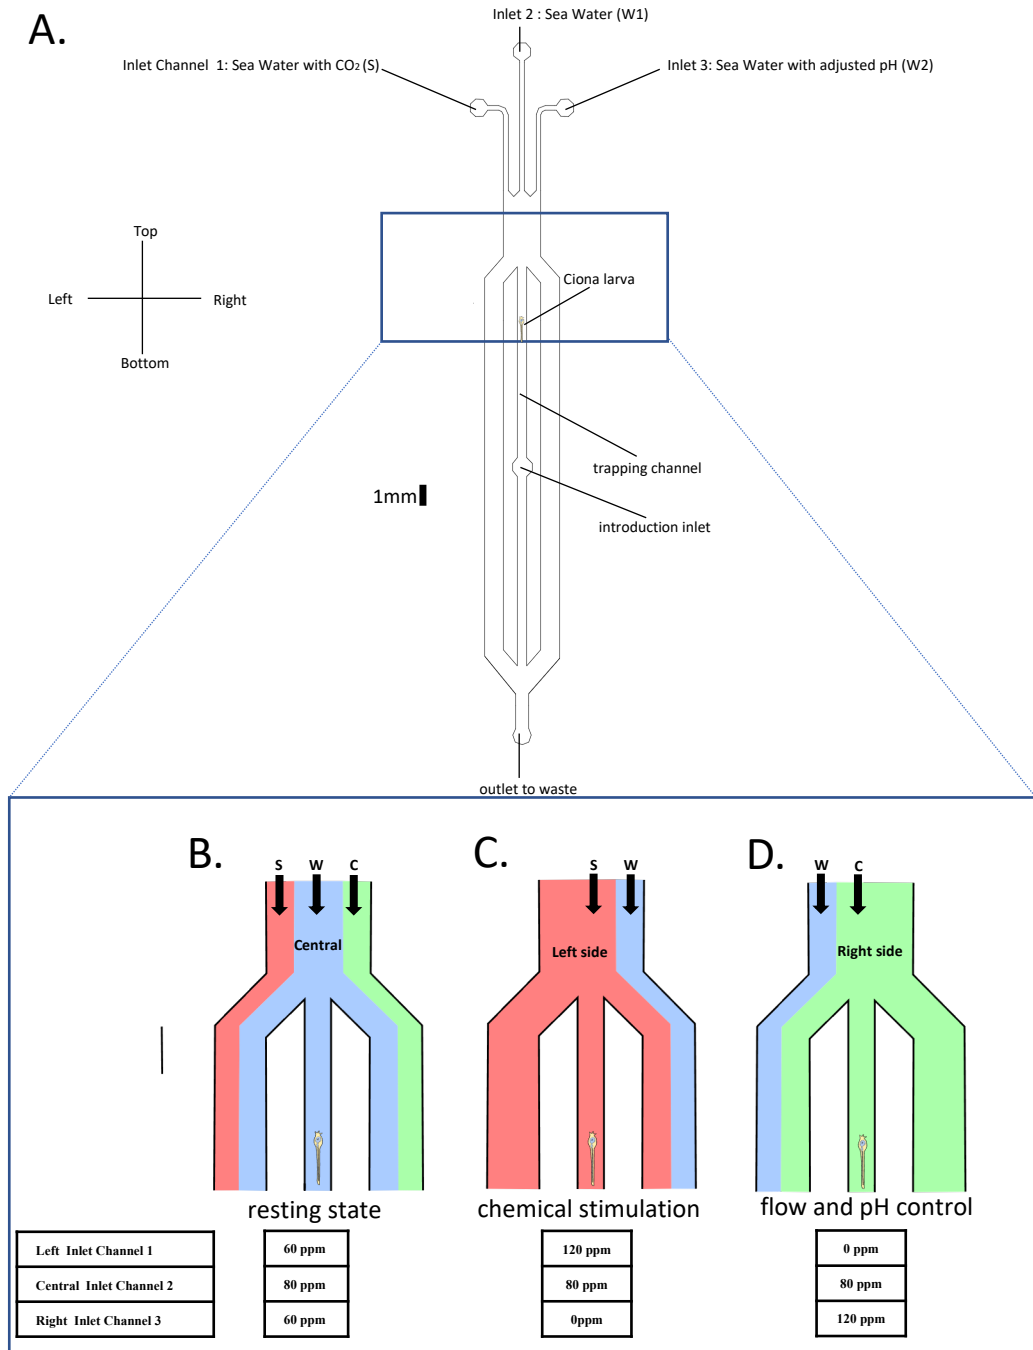 A.
Inlet 2 : Sea Water (W1)
Inlet Channel 1: Sea Water with CO2 (S)
Inlet 3: Sea Water with adjusted pH (W2)
Top
Left
Right
Bottom
Ciona larva
trapping channel
1mm
introduction inlet
outlet to waste
B.
S W C
Central
resting state
C.
S W
Left side
chemical stimulation
D.
W C
Right side
flow and pH control
Left Inlet Channel 1
60 ppm
120 ppm
0 ppm
Central Inlet Channel 2
80 ppm
80 ppm
80 ppm
Right Inlet Channel 3
60 ppm
0ppm
120 ppm